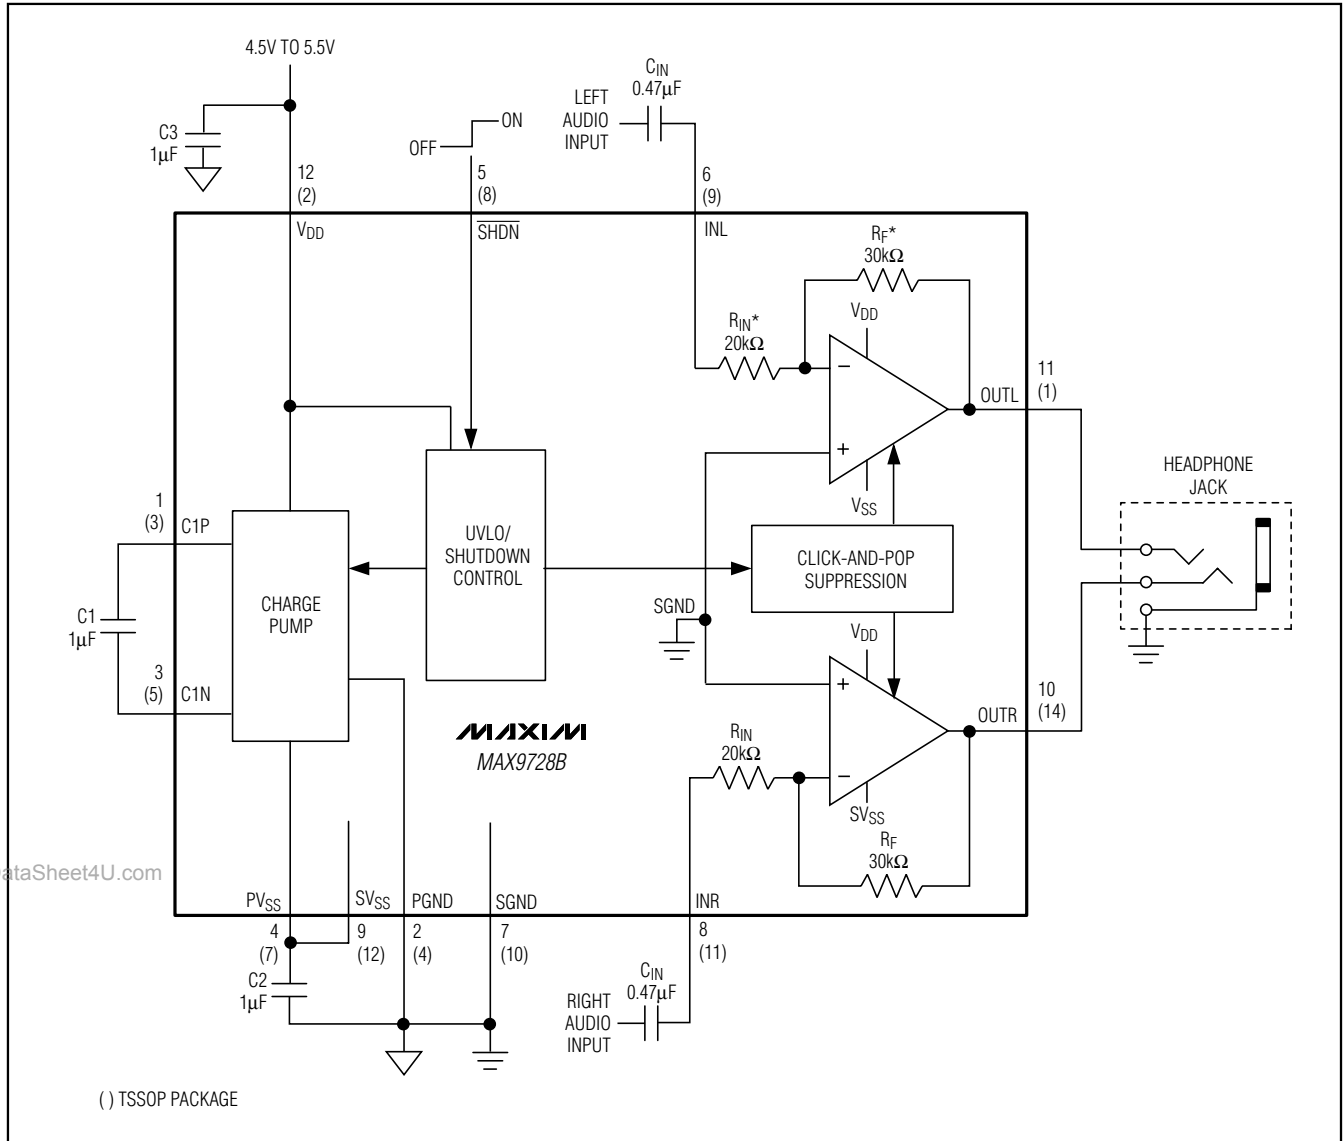 4.5V TO 5.5V
C3
1µF
12
(2)
VDD
OFF
ON
5
(8)
SHDN
LEFT
AUDIO
INPUT
CIN
0.47µF
6
(9)
INL
RF*
30kΩ
RIN*
20kΩ
VDD
−
+
VSS
OUTL
11
(1)
HEADPHONE
JACK
1
(3)
C1P
C1
1µF
3
(5)
C1N
CHARGE
PUMP
UVLO/
SHUTDOWN
CONTROL
CLICK-AND-POP
SUPPRESSION
SGND
VDD
+
−
SVSS
OUTR
10
(14)
RIN
20kΩ
RF
30kΩ
MAXIM
MAX9728B
DataSheet4U.com
PVSS
SVSS
PGND
SGND
INR
4
(7)
9
(12)
2
(4)
7
(10)
8
(11)
C2
1µF
RIGHT
AUDIO
INPUT
CIN
0.47µF
( ) TSSOP PACKAGE